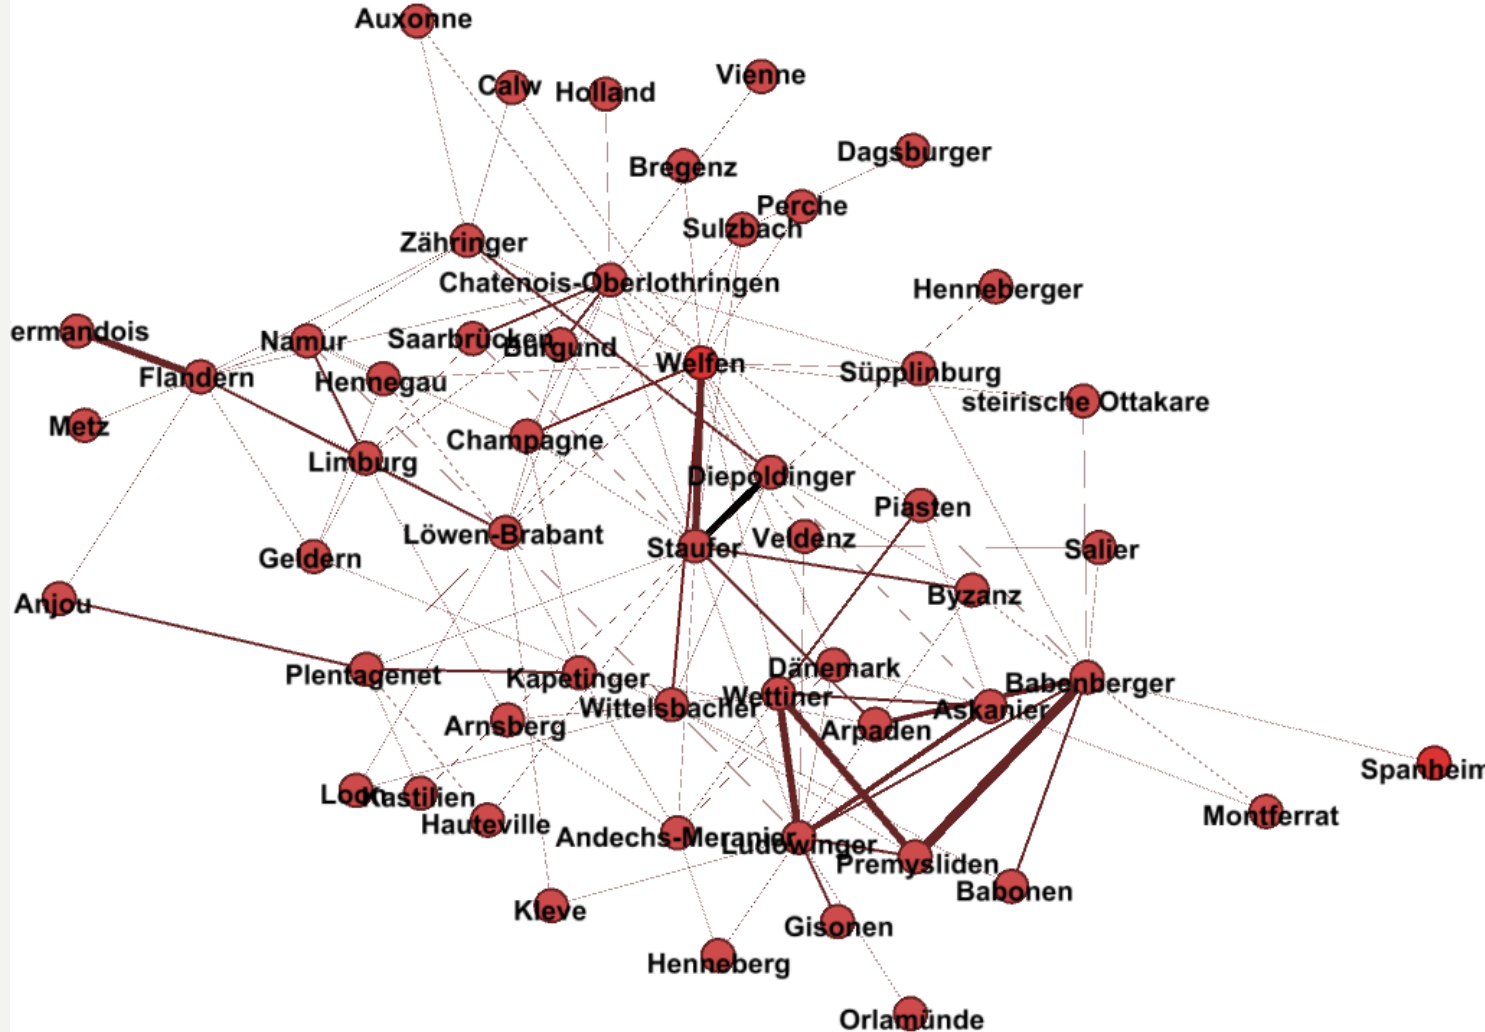 Auxonne
Calw
Holland
Vienne
Bregenz
Dagsburger
Perche
Sulzbach
Zähringer
Chatenois-Oberlothringen
Henneberger
ermandois
Namur
Saarbrücken
Burgund
Welfen
Süpplinburg
Flandern
Hennegau
steirische Ottakare
Metz
Champagne
Limburg
Diepoldinger
Piasten
Löwen-Brabant
Staufer
Veldenz
Salier
Geldern
Byzanz
Anjou
Plentagenet
Kapetinger
Dänemark
Babenberger
Wittelsbacher
Wettiner
Askanier
Arnsberg
Arpaden
Spanheim
Loon
Kastilien
Hauteville
Montferrat
Andechs-Meranier
Ludowinger
Premysliden
Babonen
Kleve
Gisonen
Henneberg
Orlamünde